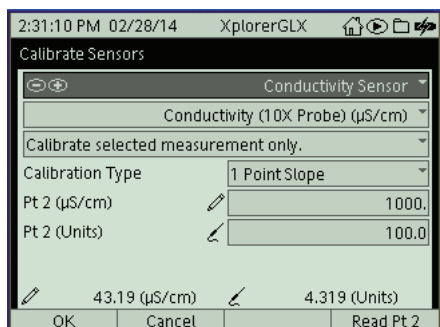 2:31:10 PM 02/28/14 XplorerGLX
Calibrate Sensors
Conductivity Sensor
Conductivity (10X Probe) (µS/cm)
Calibrate selected measurement only.
Calibration Type 1 Point Slope
Pt 2 (µS/cm) 1000.
Pt 2 (Units) 100.0
43.19 (µS/cm) 4.319 (Units)
OK Cancel Read Pt 2